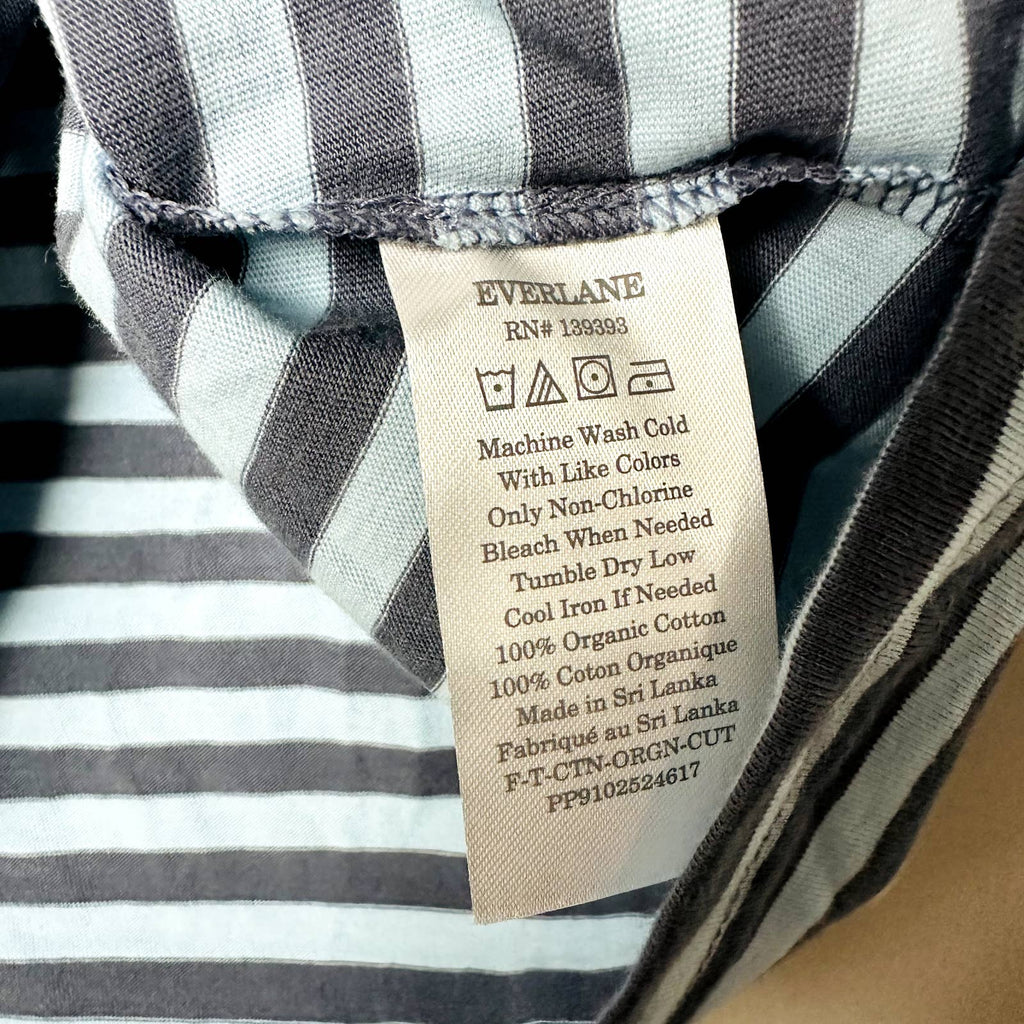 EVERLANE
RN# 139393
Machine Wash Cold
With Like Colors
Only Non-Chlorine
Bleach When Needed
Tumble Dry Low
Cool Iron If Needed
100% Organic Cotton
100% Coton Organique
Made in Sri Lanka
Fabriqué au Sri Lanka
F-T-CTN-ORGN-CUT
PP9102524617